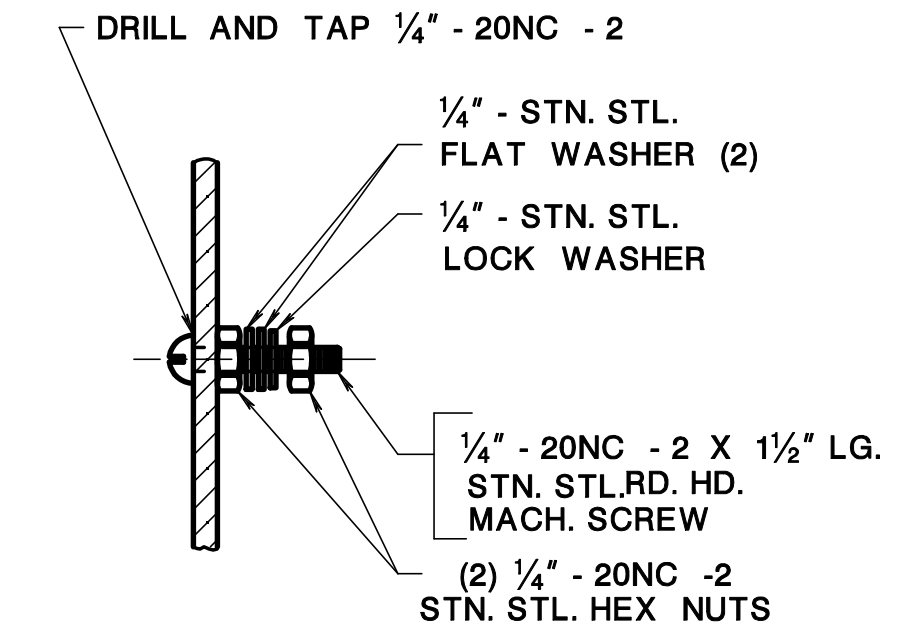 DRILL AND TAP ¼" - 20NC - 2
¼" - STN. STL.
FLAT WASHER (2)
¼" - STN. STL.
LOCK WASHER
¼" - 20NC - 2 X 1½" LG.
STN. STL. RD. HD.
MACH. SCREW
(2) ¼" - 20NC -2
STN. STL. HEX NUTS